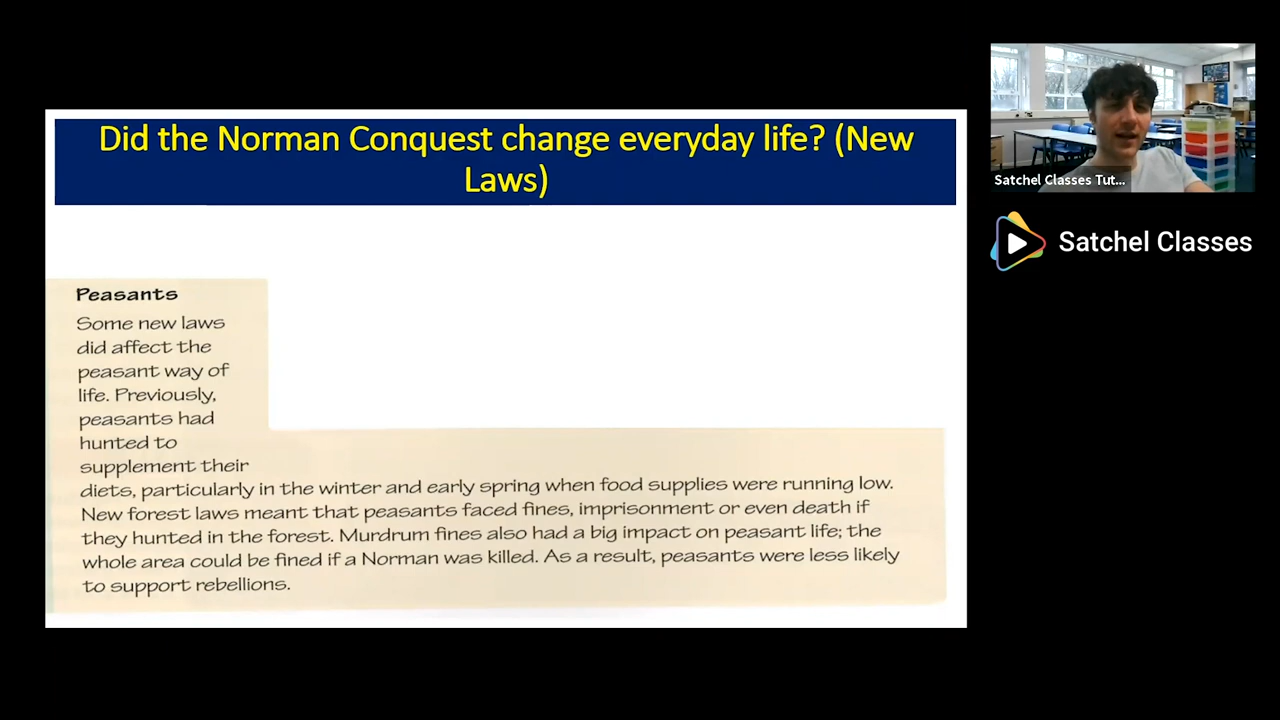 Did the Norman Conquest change everyday life? (New
Laws)
Peasants
Some new laws
did affect the
peasant way of
life. Previously,
peasants had
hunted to
supplement their
diets, particularly in the winter and early spring when food supplies were running low.
New forest laws meant that peasants faced fines, imprisonment or even death if
they hunted in the forest. Murdrum fines also had a big impact on peasant life; the
whole area could be fined if a Norman was killed. As a result, peasants were less likely
to support rebellions.
Satchel Classes Tut...
Satchel Classes